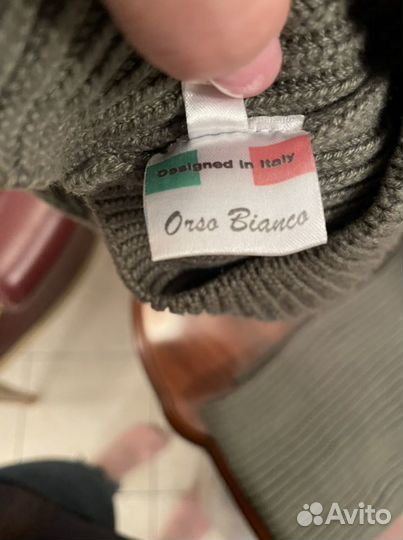 Designed in Italy
Orso Bianco
Avito